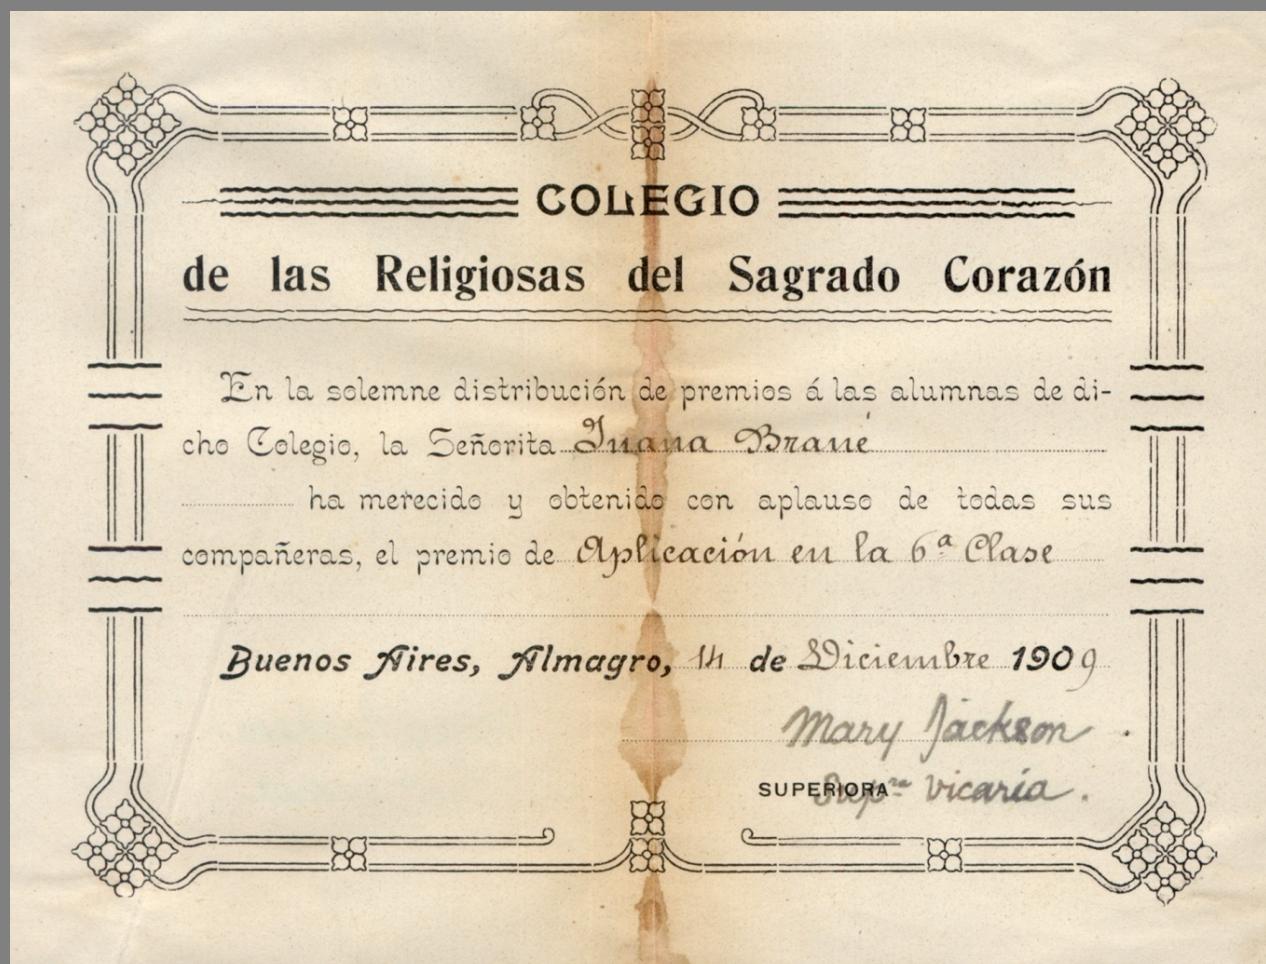 COLEGIO
de las Religiosas del Sagrado Corazón
En la solemne distribución de premios á las alumnas de di-
cho Colegio, la Señorita Juana Brané
ha merecido y obtenido con aplauso de todas sus
compañeras, el premio de Aplicación en la 6ª Clase
Buenos Aires, Almagro, 14 de Diciembre 1909
Mary Jackson
SUPERIORA vicaria.